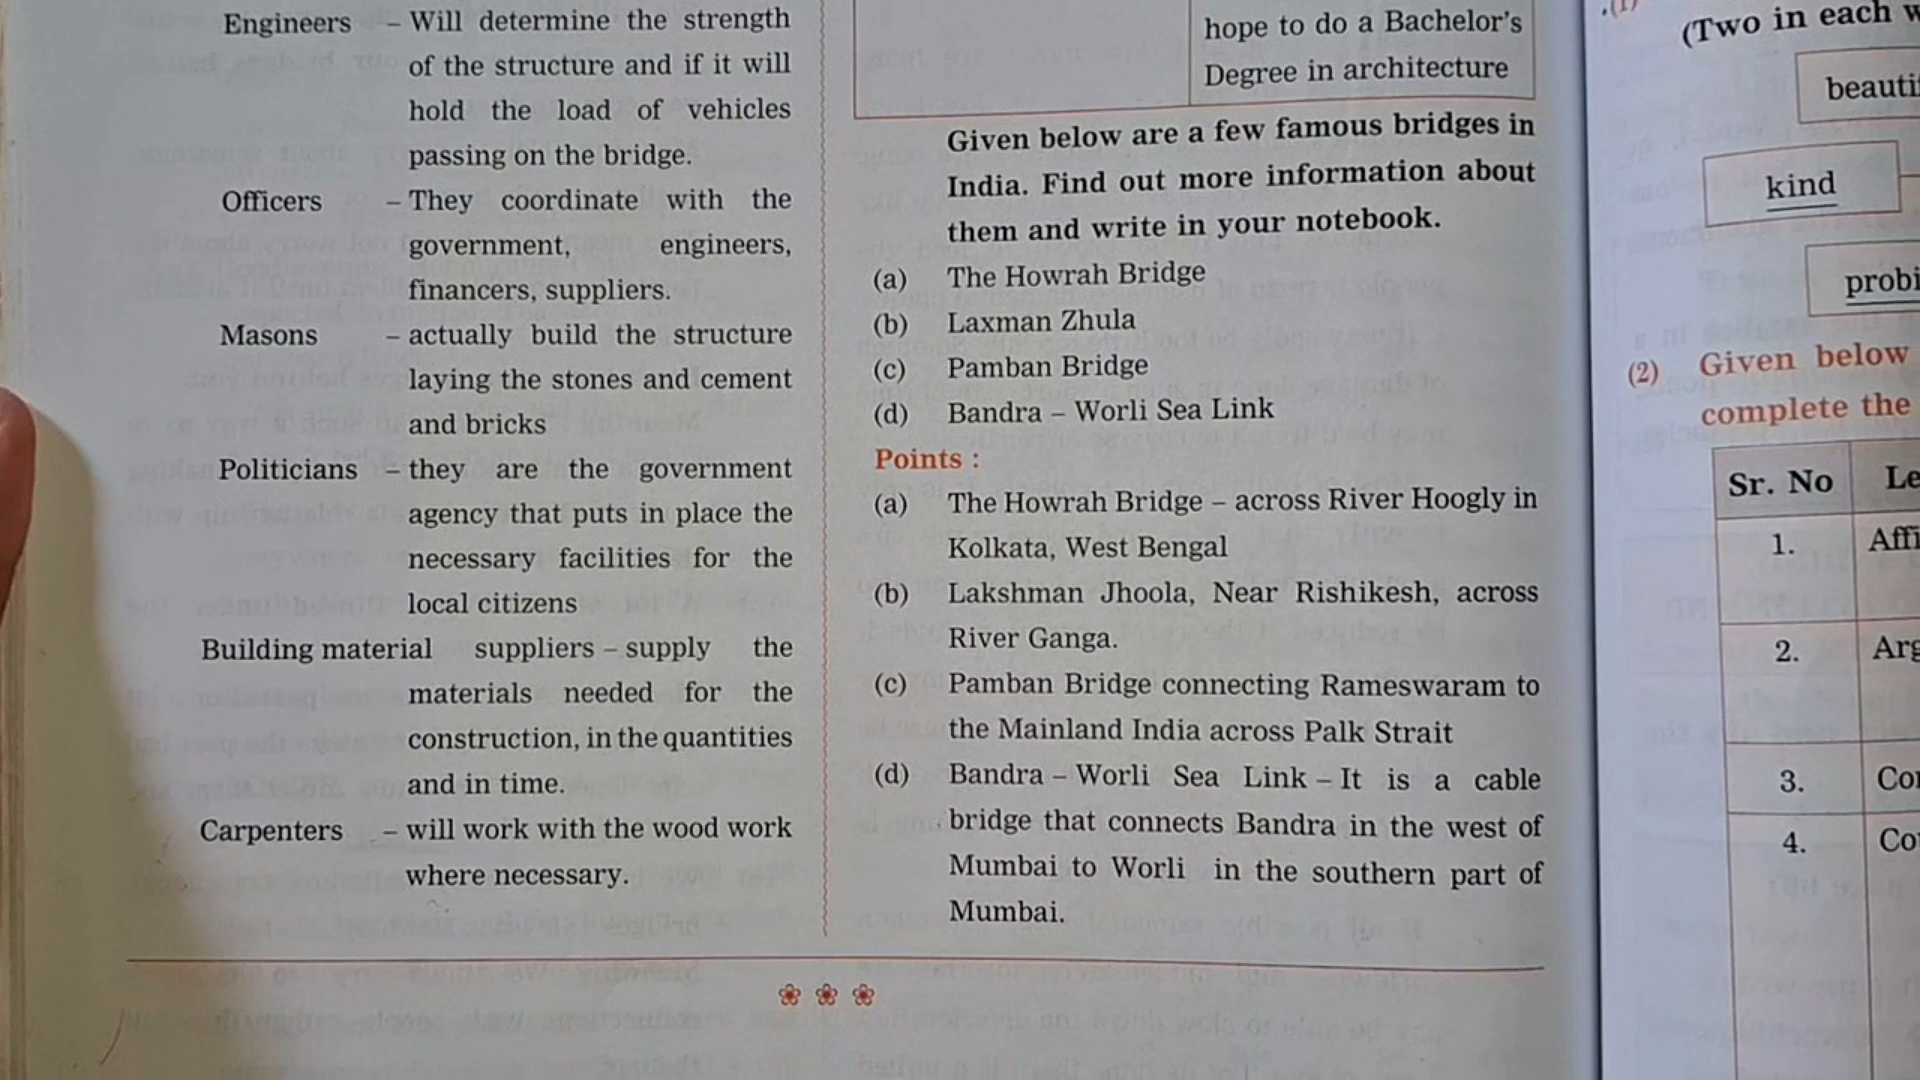 Engineers – Will determine the strength
of the structure and if it will
hold the load of vehicles
passing on the bridge.
Officers – They coordinate with the
government, engineers,
financers, suppliers.
Masons – actually build the structure
laying the stones and cement
and bricks
Politicians – they are the government
agency that puts in place the
necessary facilities for the
local citizens
Building material suppliers – supply the
materials needed for the
construction, in the quantities
and in time.
Carpenters – will work with the wood work
where necessary.
hope to do a Bachelor's
Degree in architecture
Given below are a few famous bridges in
India. Find out more information about
them and write in your notebook.
(a) The Howrah Bridge
(b) Laxman Zhula
(c) Pamban Bridge
(d) Bandra – Worli Sea Link
Points :
(a) The Howrah Bridge – across River Hoogly in
Kolkata, West Bengal
(b) Lakshman Jhoola, Near Rishikesh, across
River Ganga.
(c) Pamban Bridge connecting Rameswaram to
the Mainland India across Palk Strait
(d) Bandra – Worli Sea Link – It is a cable
bridge that connects Bandra in the west of
Mumbai to Worli in the southern part of
Mumbai.
(Two in each
kind
(2) Given below
complete the
Sr. No
1.
2.
3.
4.